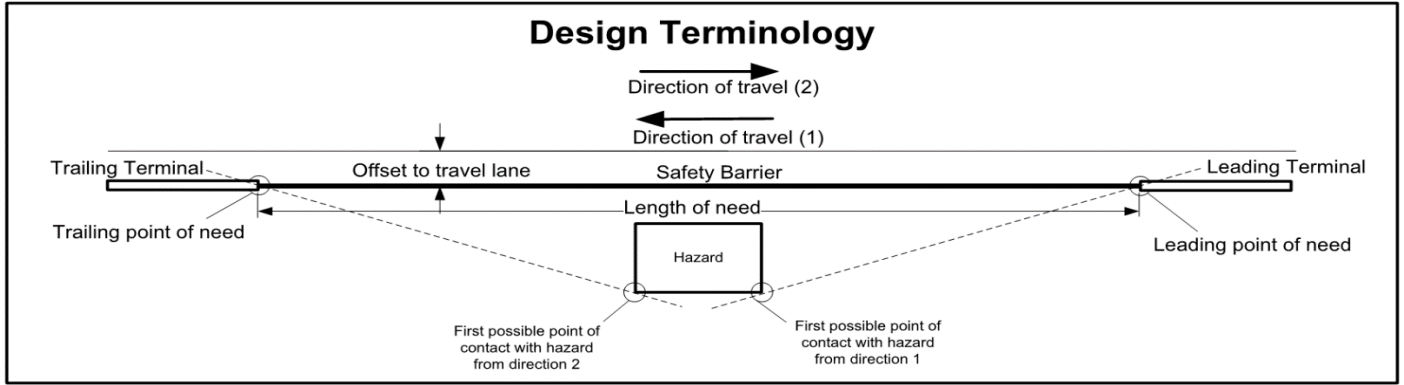 Design Terminology
Direction of travel (2)
Direction of travel (1)
Trailing Terminal
Offset to travel lane
Safety Barrier
Leading Terminal
Length of need
Trailing point of need
Leading point of need
Hazard
First possible point of
contact with hazard
from direction 2
First possible point of
contact with hazard
from direction 1